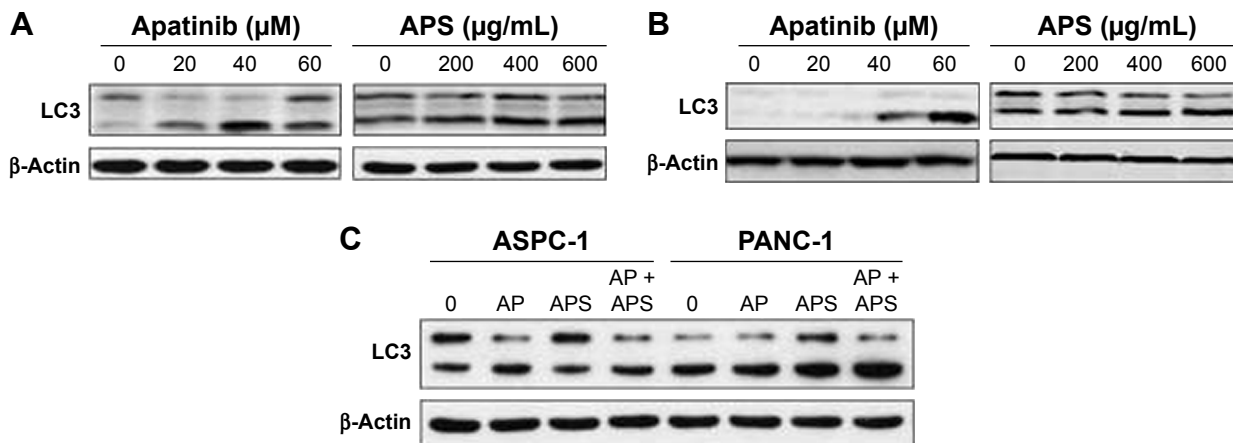 A
Apatinib (µM) APS (µg/mL)
0 20 40 60 0 200 400 600
LC3
β-Actin
B
Apatinib (µM) APS (µg/mL)
0 20 40 60 0 200 400 600
LC3
β-Actin
C
ASPC-1 PANC-1
0 AP APS AP + APS 0 AP APS AP + APS
LC3
β-Actin